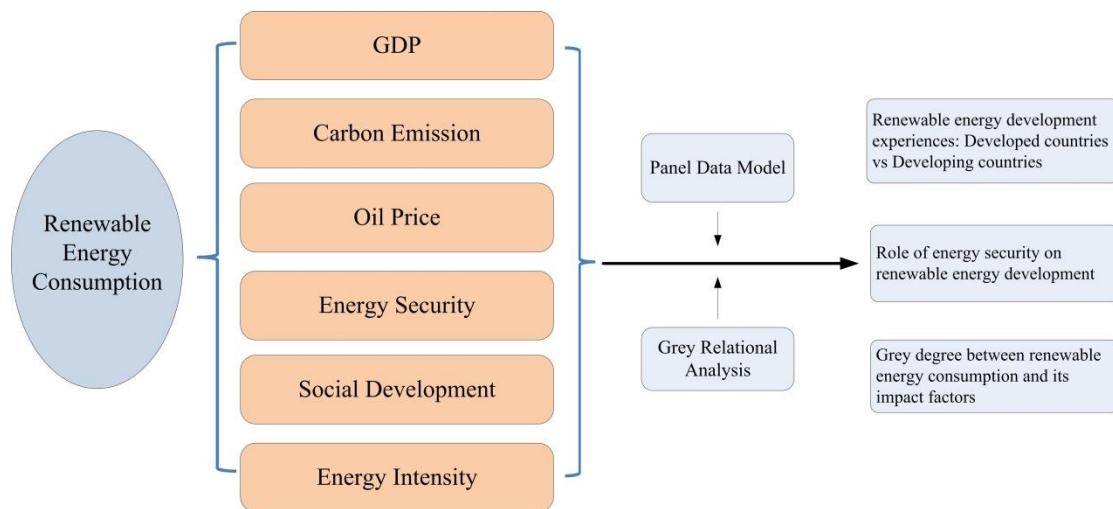 Renewable
Energy
Consumption
GDP
Carbon Emission
Oil Price
Energy Security
Social Development
Energy Intensity
Panel Data Model
Grey Relational
Analysis
Renewable energy development
experiences: Developed countries
vs Developing countries
Role of energy security on
renewable energy development
Grey degree between renewable
energy consumption and its
impact factors